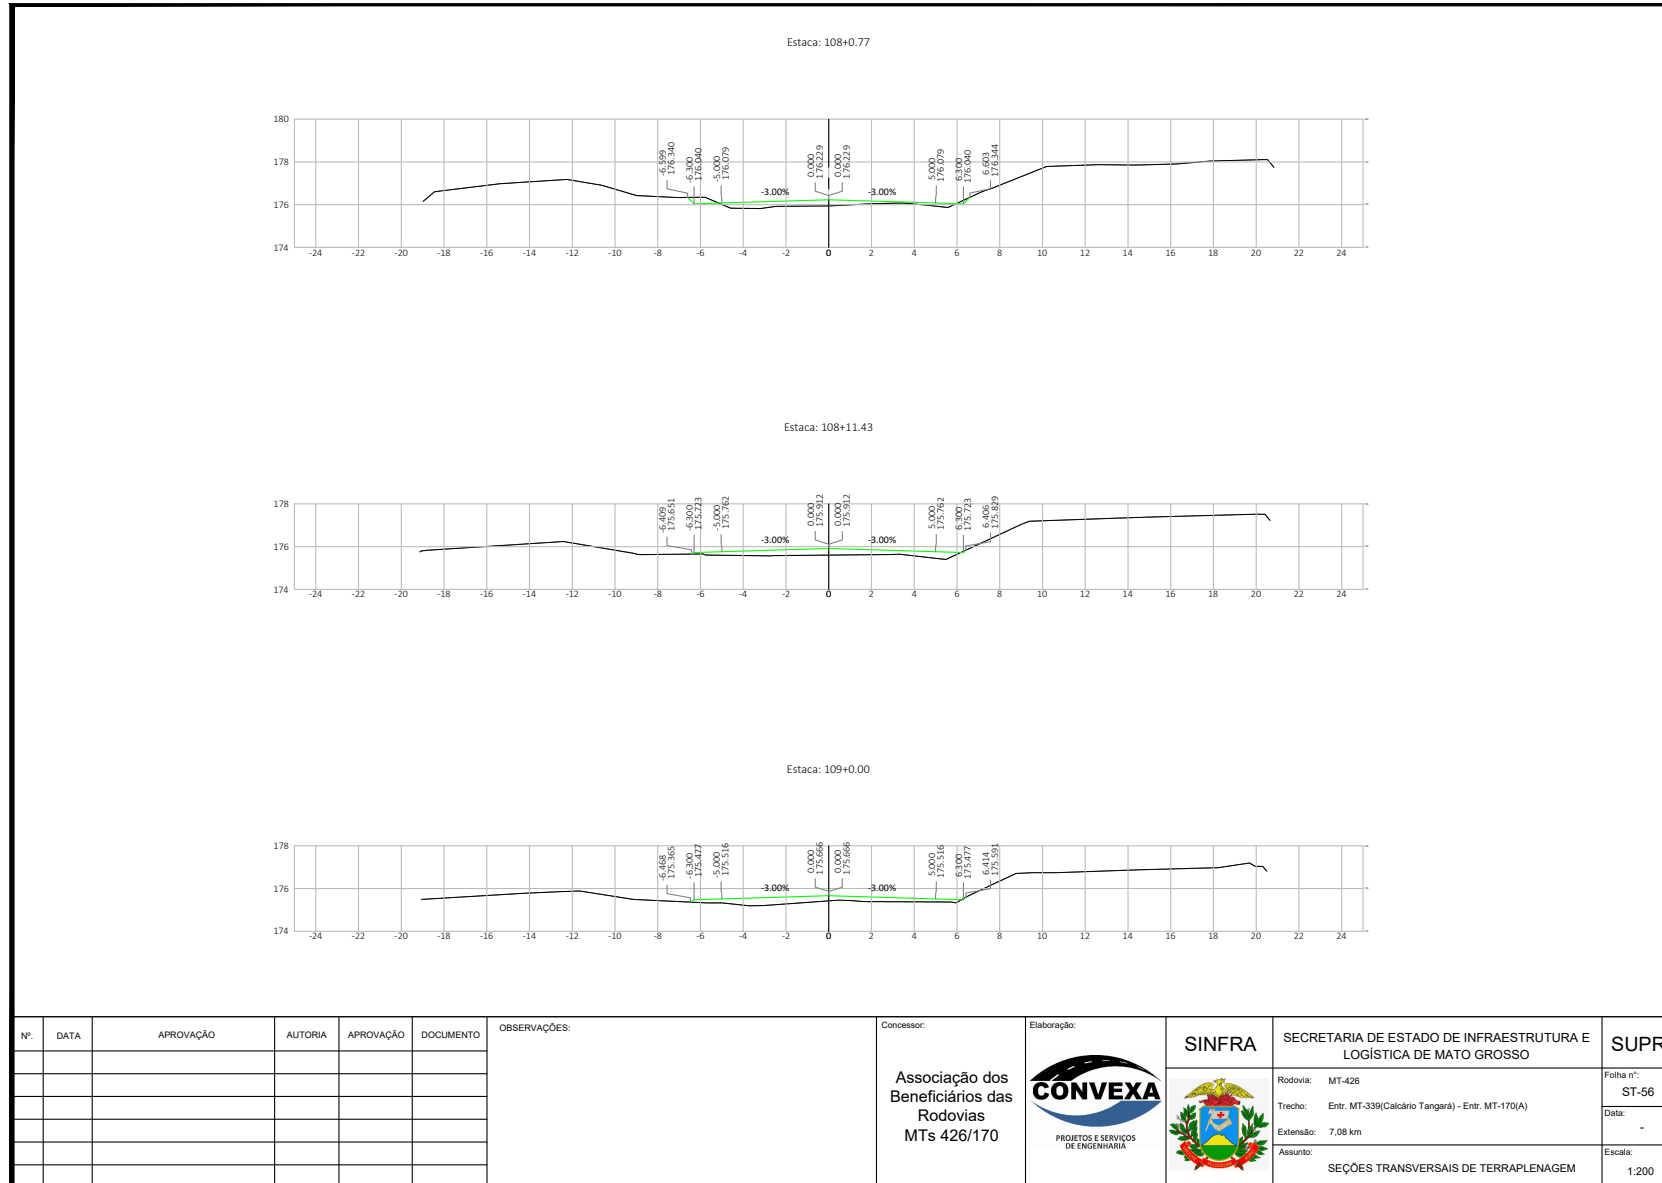 Estaca: 108+0.77
-6.599
176.340
-6.300
176.040
-5.000
176.079
0.000
176.229
0.000
176.229
5.000
176.079
6.300
176.040
6.603
176.344
-3.00%
-3.00%
180
178
176
174
-24 -22 -20 -18 -16 -14 -12 -10 -8 -6 -4 -2 0 2 4 6 8 10 12 14 16 18 20 22 24
Estaca: 108+11.43
-6.409
175.651
-6.300
175.723
-5.000
175.762
0.000
175.912
0.000
175.912
5.000
175.762
6.300
175.723
6.406
175.829
-3.00%
-3.00%
178
176
174
-24 -22 -20 -18 -16 -14 -12 -10 -8 -6 -4 -2 0 2 4 6 8 10 12 14 16 18 20 22 24
Estaca: 109+0.00
-6.468
175.365
-6.300
175.477
-5.000
175.516
0.000
175.666
0.000
175.666
5.000
175.516
6.300
175.477
6.414
175.591
-3.00%
-3.00%
178
176
174
-24 -22 -20 -18 -16 -14 -12 -10 -8 -6 -4 -2 0 2 4 6 8 10 12 14 16 18 20 22 24
Nº. DATA APROVAÇÃO AUTORIA APROVAÇÃO DOCUMENTO
OBSERVAÇÕES:
Concessor:
Associação dos
Beneficiários das
Rodovias
MTs 426/170
Elaboração:
CONVEXA
PROJETOS E SERVIÇOS
DE ENGENHARIA
SINFRA
SECRETARIA DE ESTADO DE INFRAESTRUTURA E
LOGÍSTICA DE MATO GROSSO
SUPR
Rodovia: MT-426
Trecho: Entr. MT-339(Calcário Tangará) - Entr. MT-170(A)
Extensão: 7,08 km
Assunto:
SEÇÕES TRANSVERSAIS DE TERRAPLENAGEM
Folha n°:
ST-56
Data:
-
Escala:
1:200